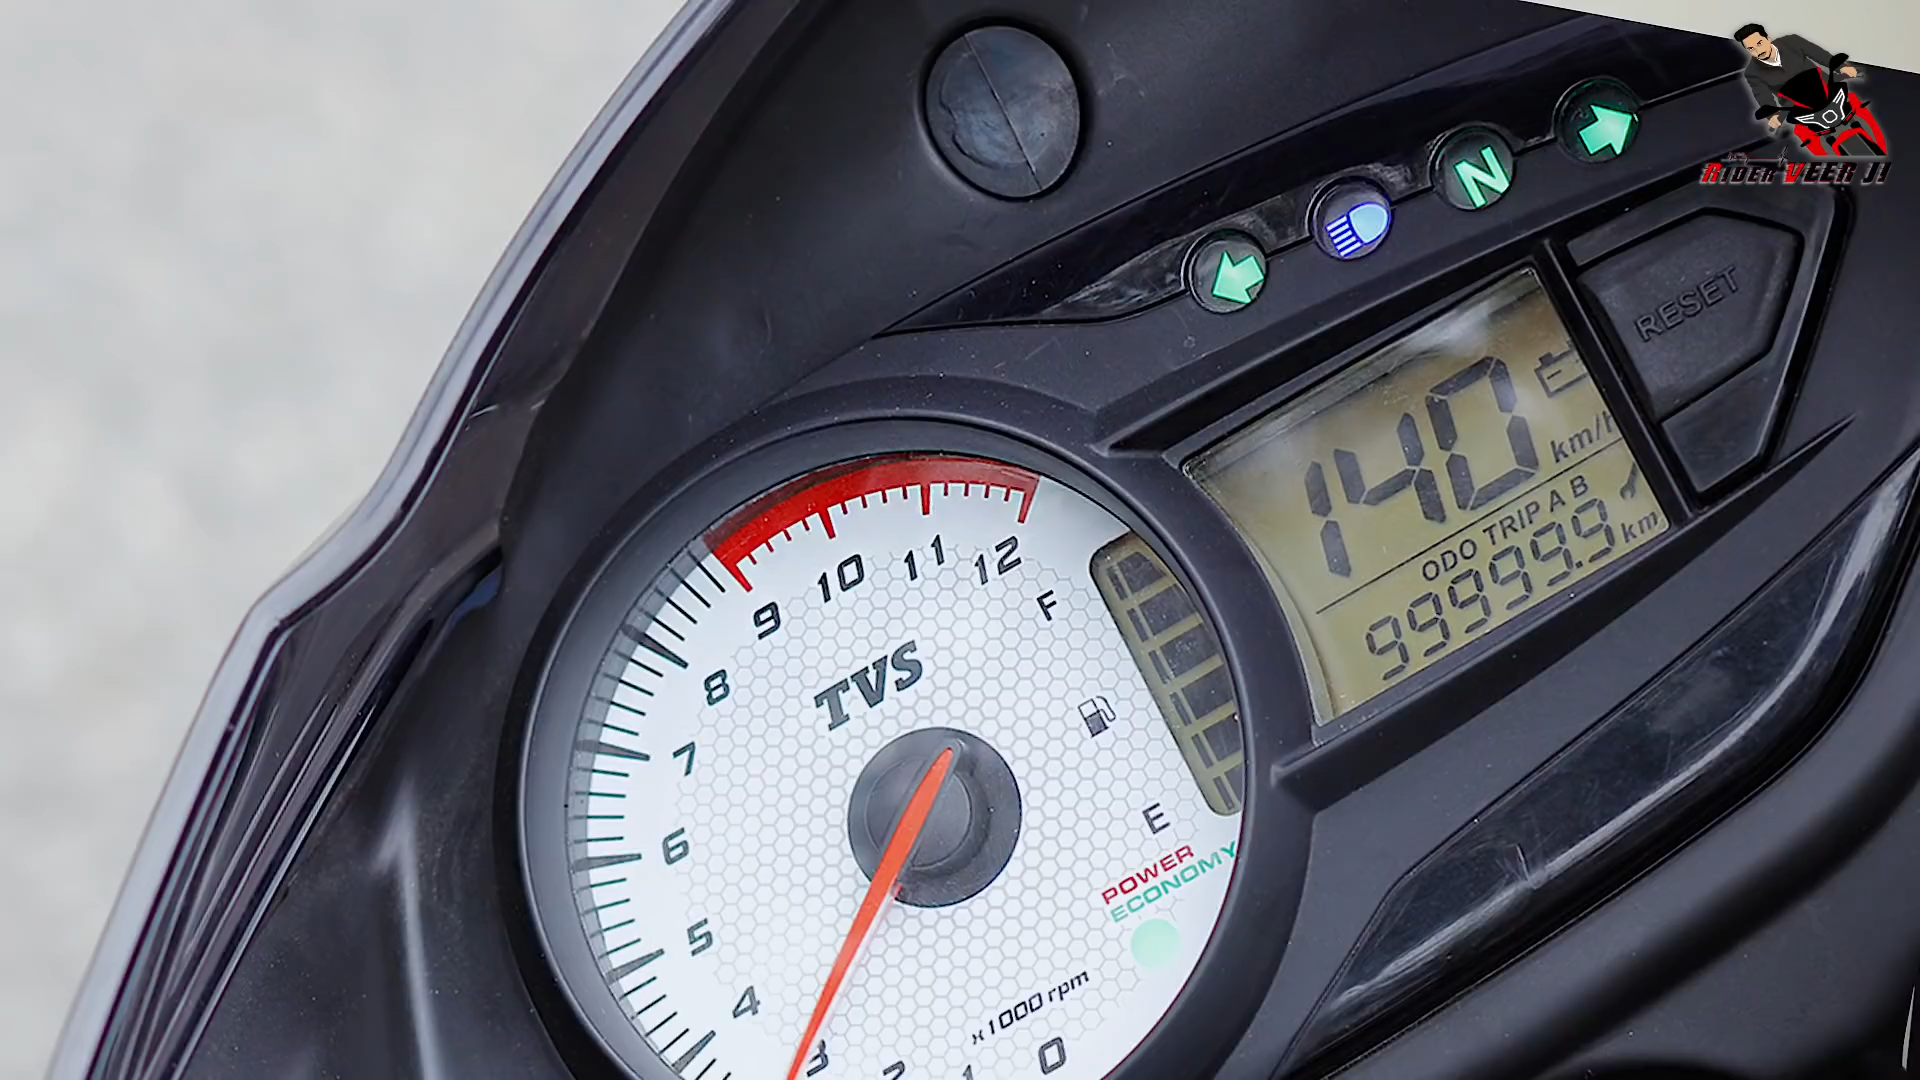 RIDER VEER JI
N
RESET
140
km/h
ODO TRIP A B
99999.9 km
9
10
11
12
8
7
6
5
4
3
2
1
0
F
E
TVS
POWER
ECONOMY
x1000 rpm